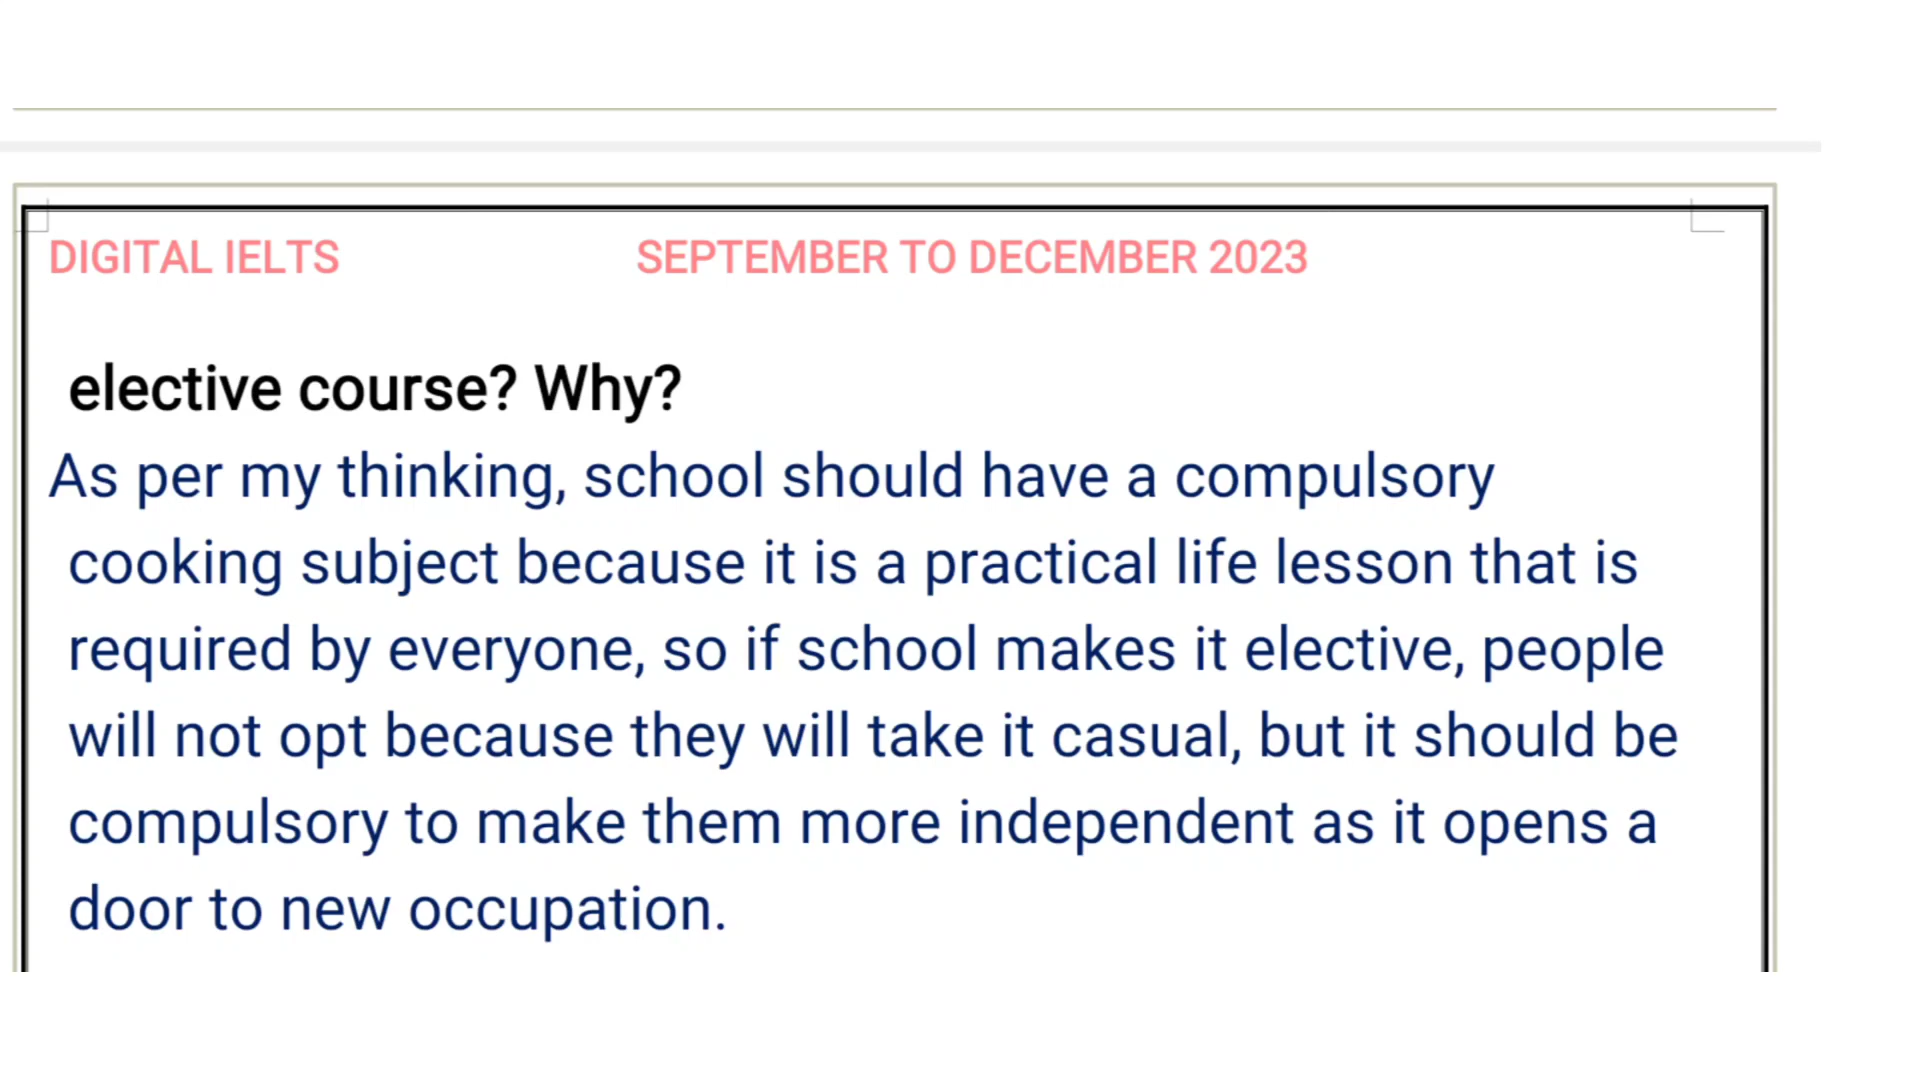 DIGITAL IELTS SEPTEMBER TO DECEMBER 2023
elective course? Why?
As per my thinking, school should have a compulsory
cooking subject because it is a practical life lesson that is
required by everyone, so if school makes it elective, people
will not opt because they will take it casual, but it should be
compulsory to make them more independent as it opens a
door to new occupation.